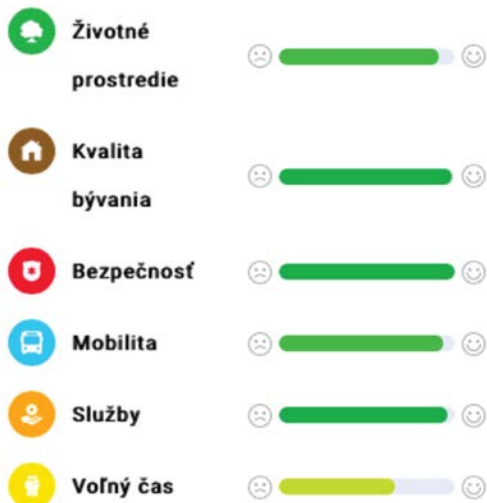 Životné
prostredie
Kvalita
bývania
Bezpečnosť
Mobilita
Služby
Voľný čas